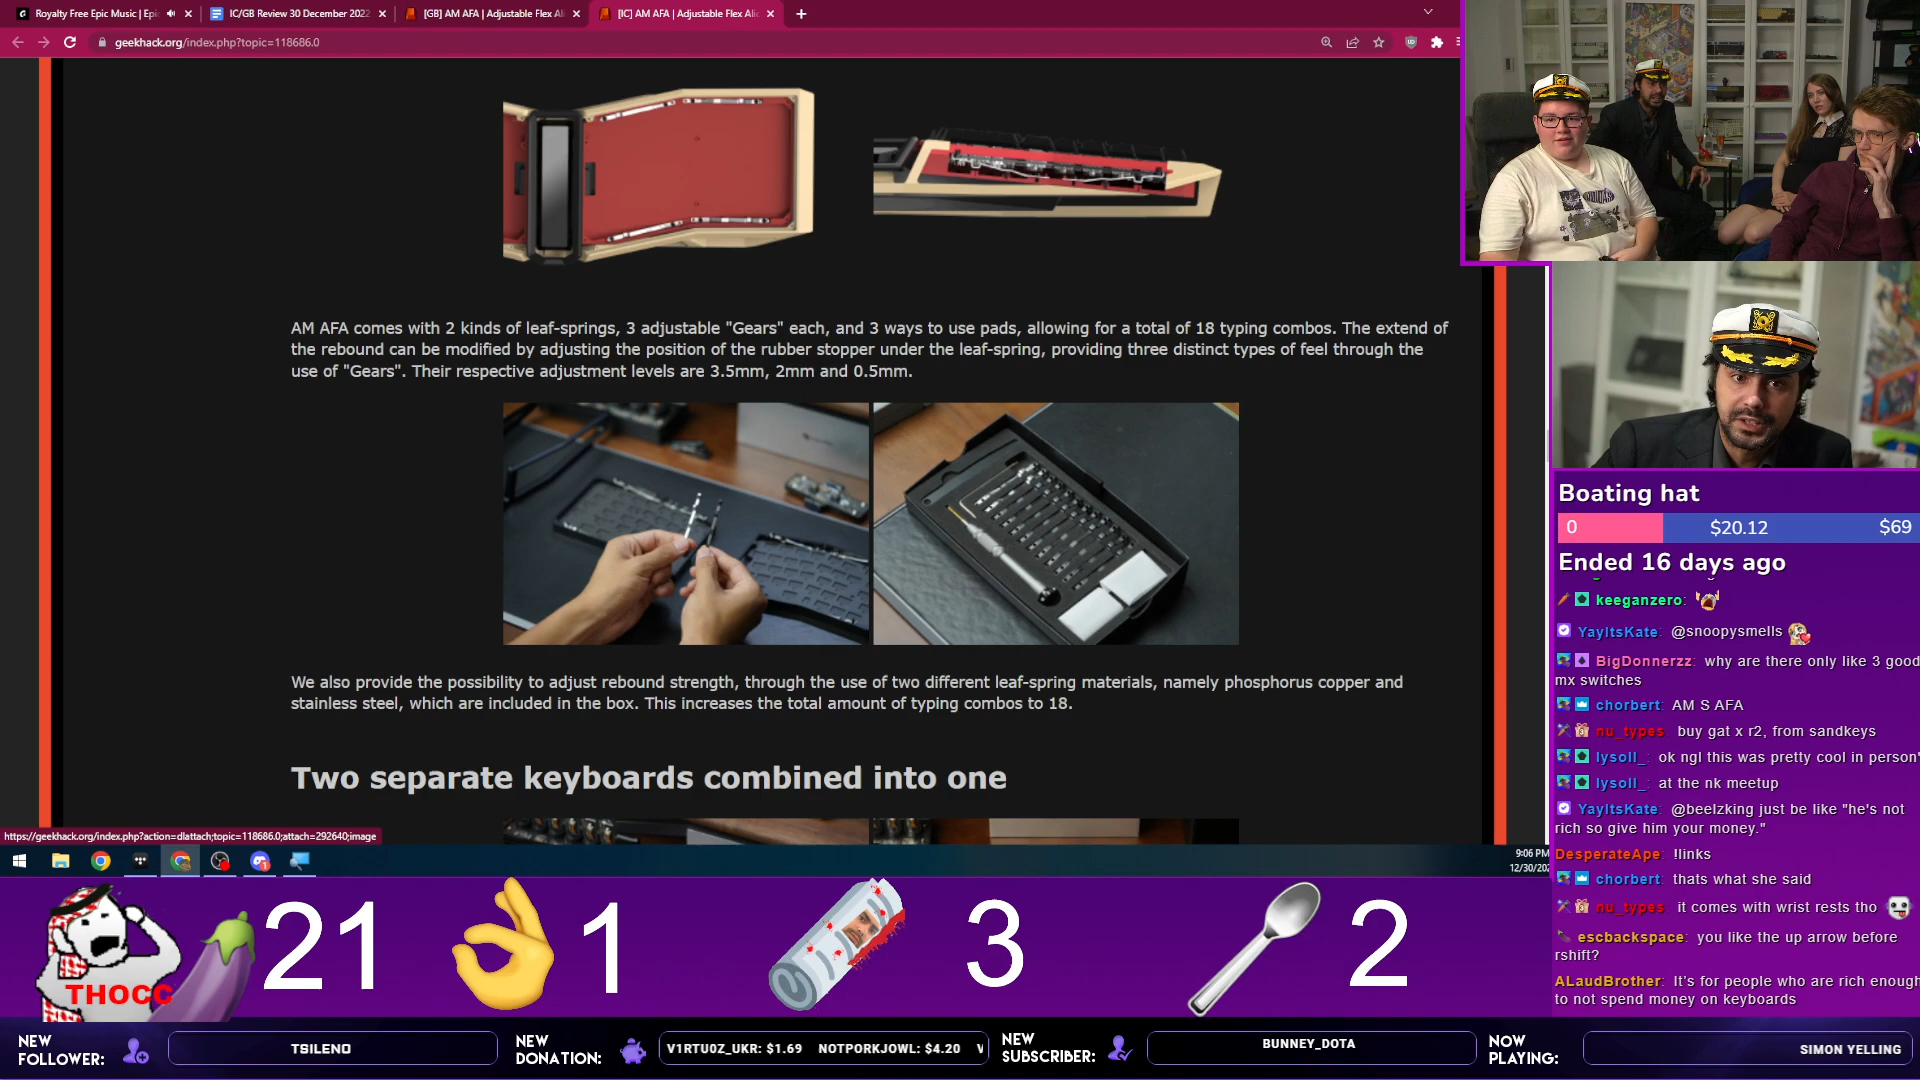 Royalty Free Epic Music | Epi
IC/GB Review 30 December 2022
[GB] AM AFA | Adjustable Flex Ali
[IC] AM AFA | Adjustable Flex Alic
geekhack.org/index.php?topic=118686.0
AM AFA comes with 2 kinds of leaf-springs, 3 adjustable "Gears" each, and 3 ways to use pads, allowing for a total of 18 typing combos. The extend of
the rebound can be modified by adjusting the position of the rubber stopper under the leaf-spring, providing three distinct types of feel through the
use of "Gears". Their respective adjustment levels are 3.5mm, 2mm and 0.5mm.
We also provide the possibility to adjust rebound strength, through the use of two different leaf-spring materials, namely phosphorus copper and
stainless steel, which are included in the box. This increases the total amount of typing combos to 18.
Two separate keyboards combined into one
https://geekhack.org/index.php?action=dlattach;topic=118686.0;attach=292640;image
9:06 PM
12/30/202
Boating hat
0 $20.12 $69
Ended 16 days ago
keeganzero:
YayItsKate: @snoopysmells
BigDonnerzz: why are there only like 3 good
mx switches
chorbert: AM S AFA
nu_types: buy gat x r2, from sandkeys
lysoll_: ok ngl this was pretty cool in person
lysoll_: at the nk meetup
YayItsKate: @beelzking just be like "he's not
rich so give him your money."
DesperateApe: !links
chorbert: thats what she said
nu_types: it comes with wrist rests tho
escbackspace: you like the up arrow before
rshift?
ALaudBrother: It's for people who are rich enough
to not spend money on keyboards
THOCC
21
1
3
2
NEW
FOLLOWER:
TSILENO
NEW
DONATION:
V1RTU0Z_UKR: $1.69 NOTPORKJOWL: $4.20 V
NEW
SUBSCRIBER:
BUNNEY_DOTA
NOW
PLAYING:
SIMON YELLING